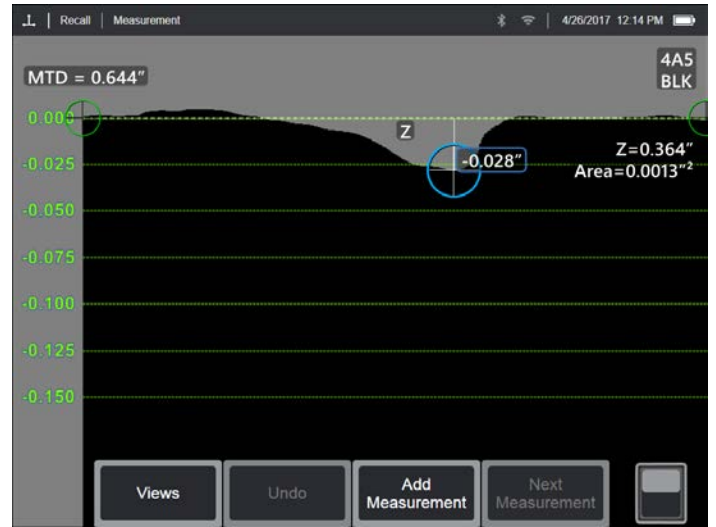 Recall | Measurement 4/26/2017 12:14 PM
MTD = 0.644"
4A5
BLK
0.000
Z
-0.028"
Z=0.364"
Area=0.0013"²
-0.025
-0.050
-0.075
-0.100
-0.125
-0.150
Views
Undo
Add
Measurement
Next
Measurement